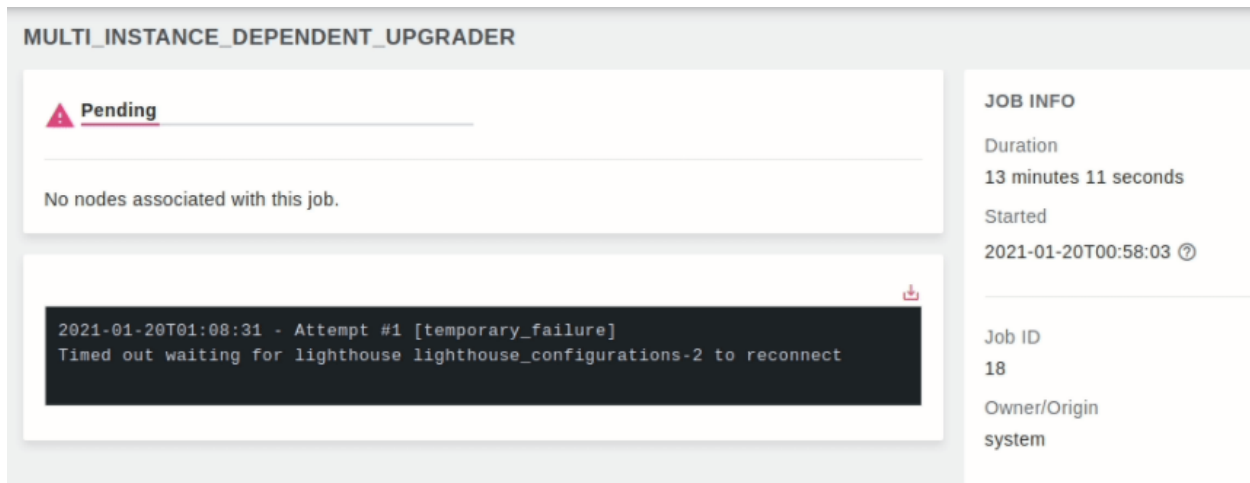 MULTI_INSTANCE_DEPENDENT_UPGRADER
Pending
No nodes associated with this job.
2021-01-20T01:08:31 - Attempt #1 [temporary_failure]
Timed out waiting for lighthouse lighthouse_configurations-2 to reconnect
JOB INFO
Duration
13 minutes 11 seconds
Started
2021-01-20T00:58:03
Job ID
18
Owner/Origin
system